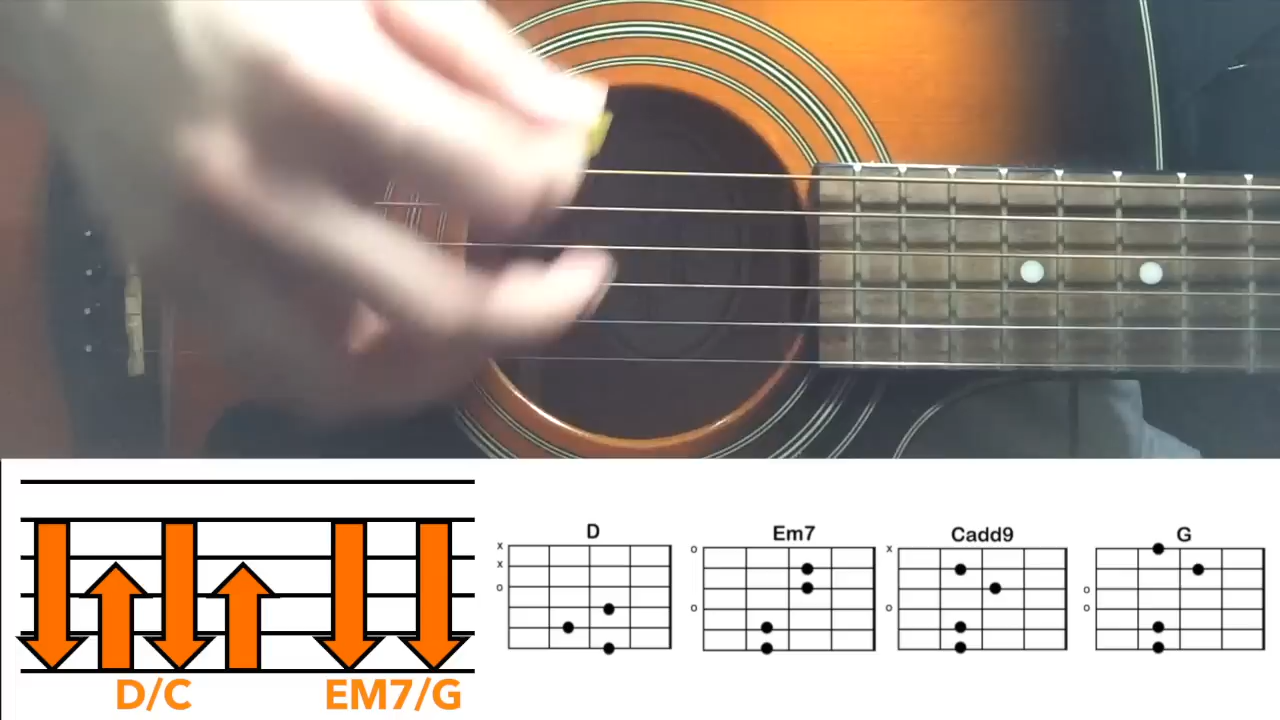 D Em7 Cadd9 G
x o x
x
o o o o
o
D/C EM7/G